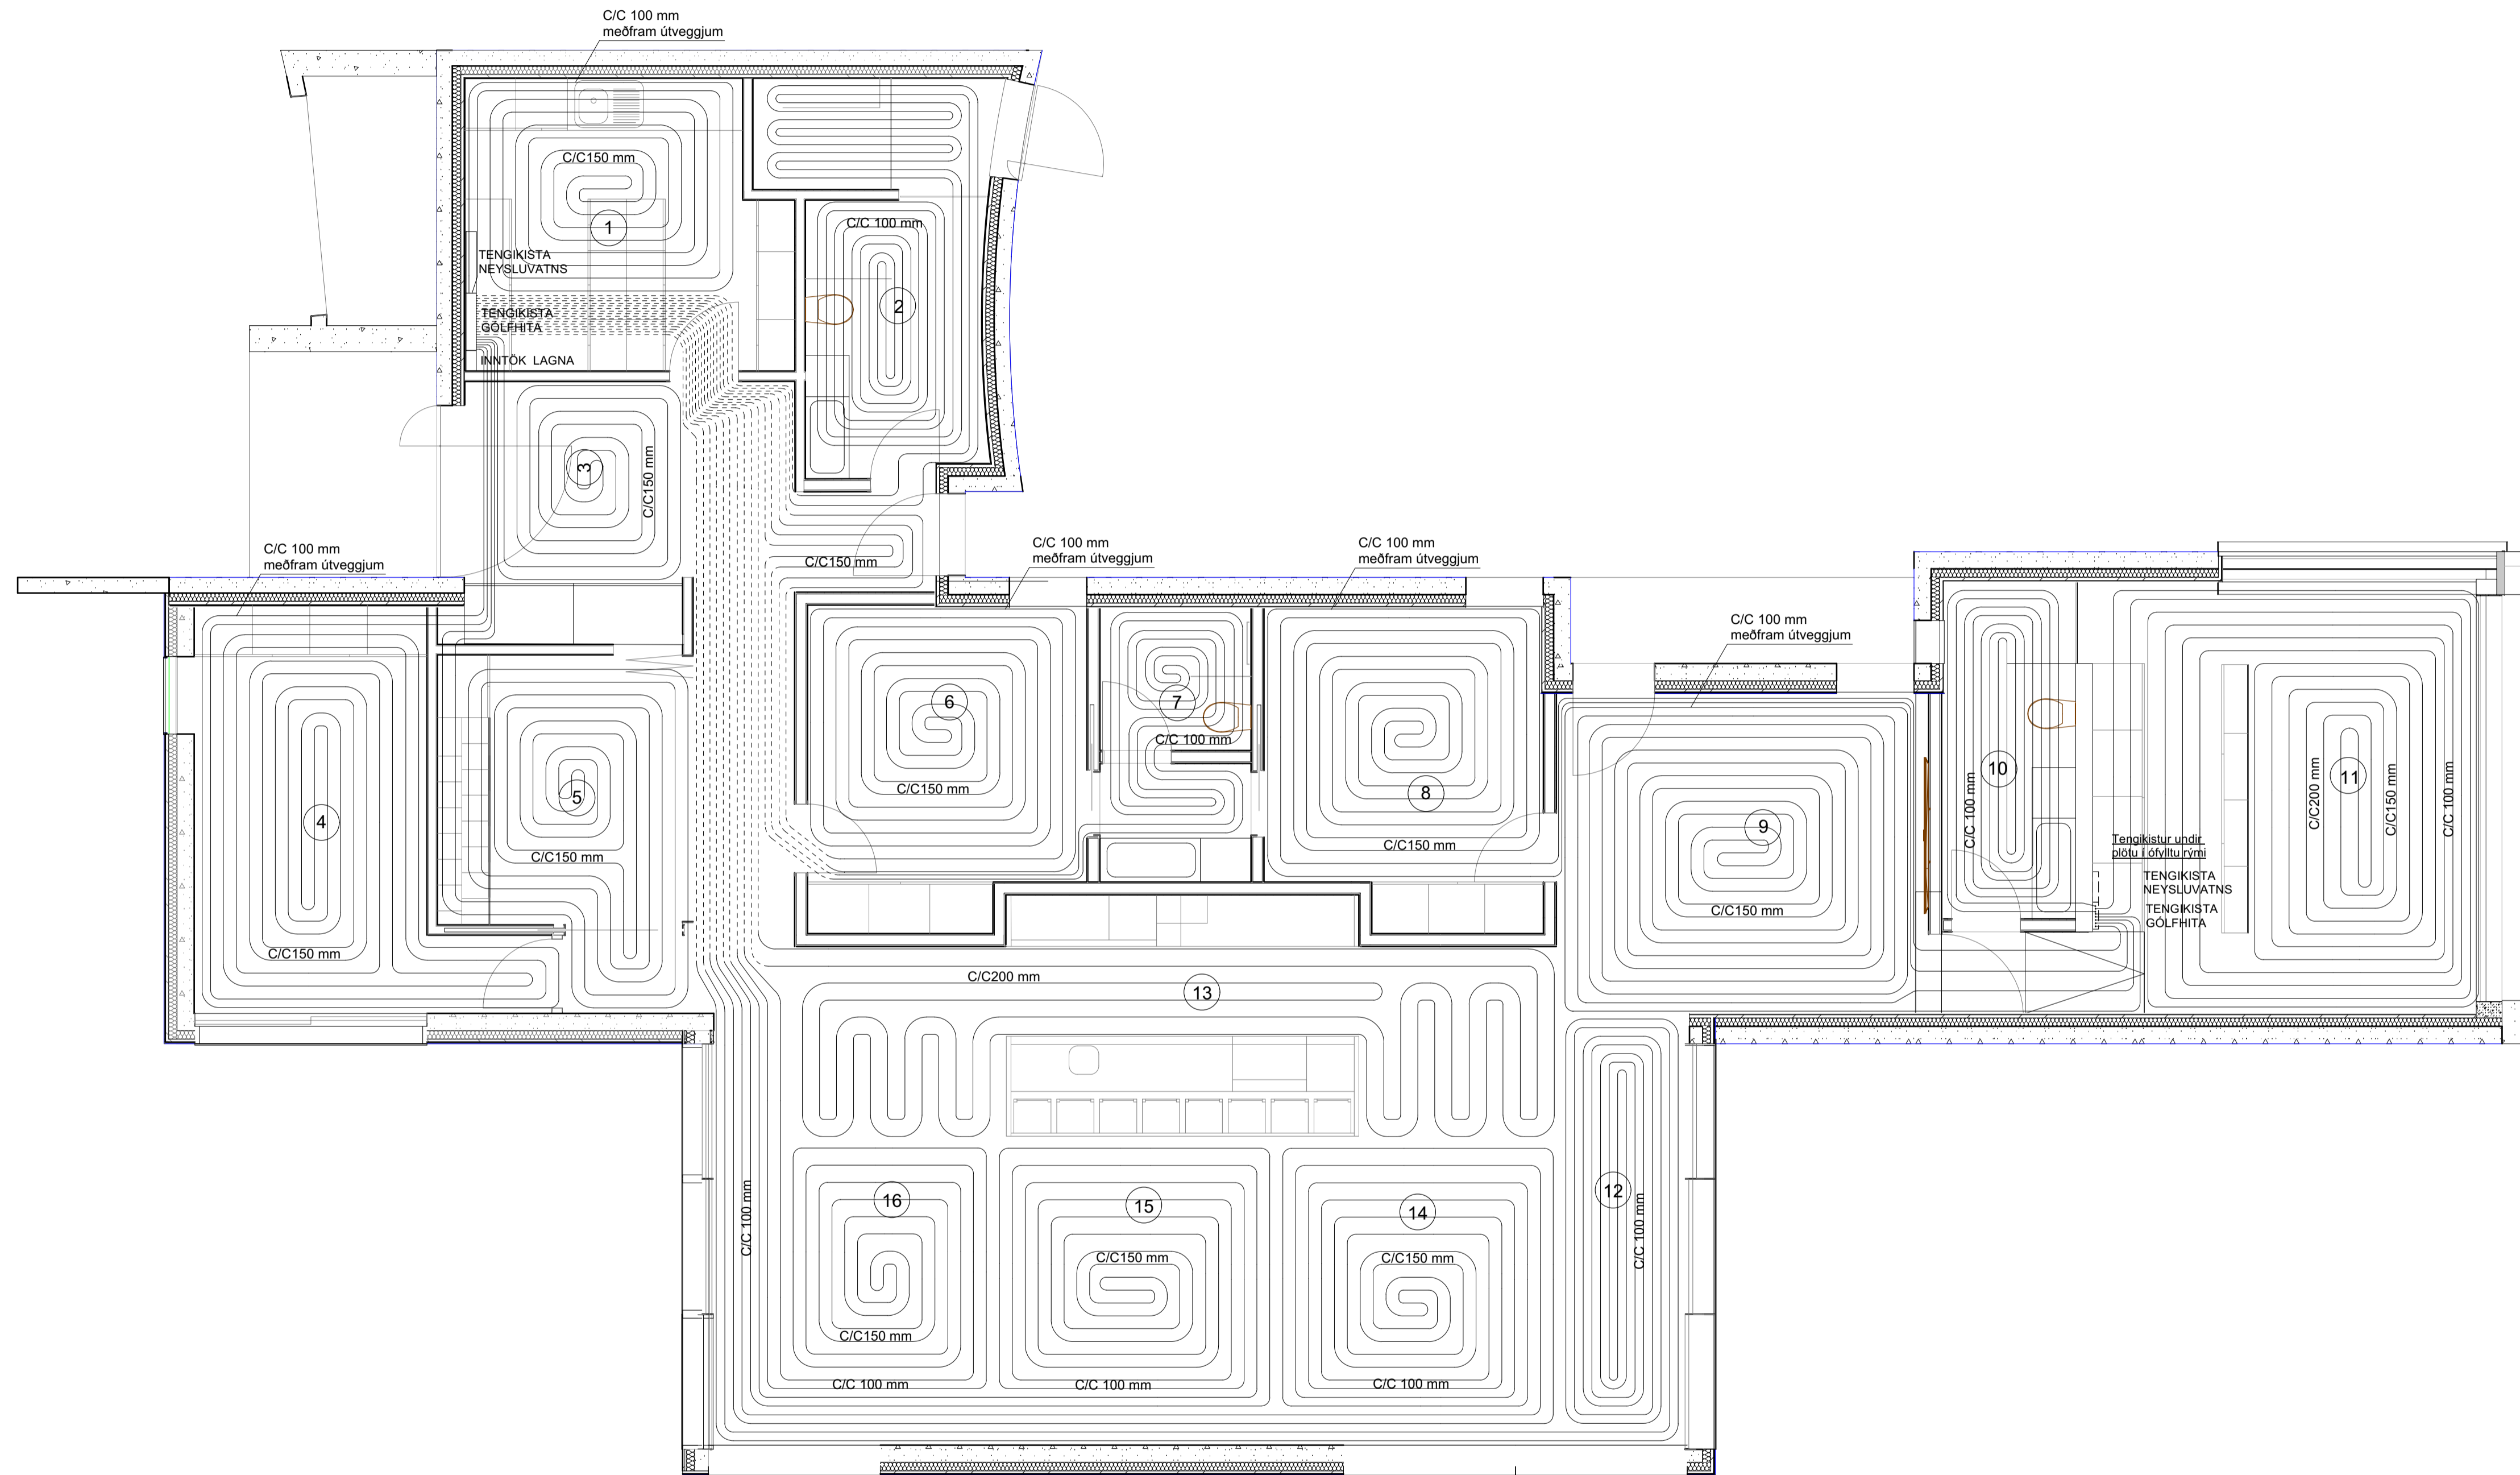 C/C 100 mm
meðfram útveggjum
C/C150 mm
1
C/C 100 mm
2
TENGIKISTA
NEYSLUVATNS
TENGIKISTA
GÓLFHITA
INNTÖK LAGNA
3
C/C150 mm
C/C 100 mm
meðfram útveggjum
C/C150 mm
C/C 100 mm
meðfram útveggjum
C/C 100 mm
meðfram útveggjum
C/C 100 mm
meðfram útveggjum
4
C/C150 mm
5
C/C150 mm
6
C/C150 mm
7
C/C 100 mm
8
C/C150 mm
9
C/C150 mm
10
C/C 100 mm
11
C/C200 mm
C/C150 mm
C/C 100 mm
Tengikistur undir
plötu í ófylltu rými
TENGIKISTA
NEYSLUVATNS
TENGIKISTA
GÓLFHITA
C/C200 mm
13
C/C 100 mm
16
C/C150 mm
C/C 100 mm
15
C/C150 mm
C/C 100 mm
14
C/C150 mm
C/C 100 mm
12
C/C 100 mm